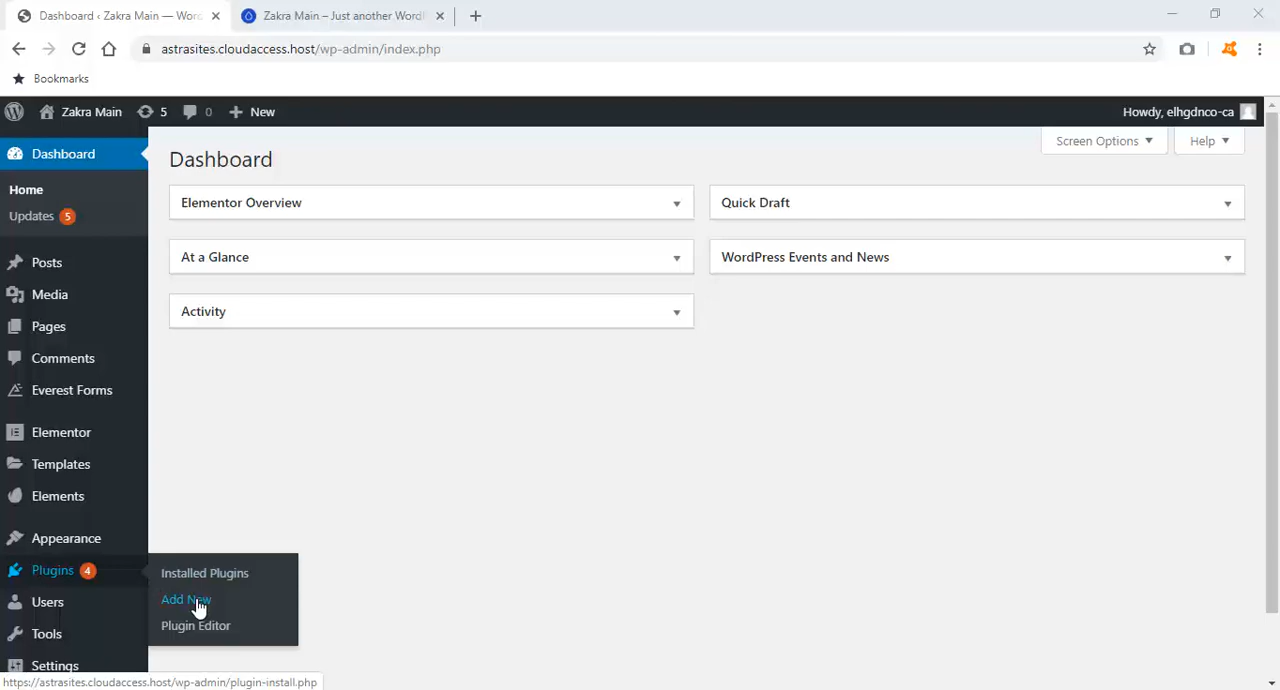 Dashboard ‹ Zakra Main — Wor
Zakra Main – Just another Word
astrasites.cloudaccess.host/wp-admin/index.php
Bookmarks
Zakra Main
5
0
New
Howdy, elhgdnco-ca
Dashboard
Home
Updates 5
Posts
Media
Pages
Comments
Everest Forms
Elementor
Templates
Elements
Appearance
Plugins 4
Users
Tools
Settings
Installed Plugins
Add New
Plugin Editor
Dashboard
Screen Options
Help
Elementor Overview
Quick Draft
At a Glance
WordPress Events and News
Activity
https://astrasites.cloudaccess.host/wp-admin/plugin-install.php